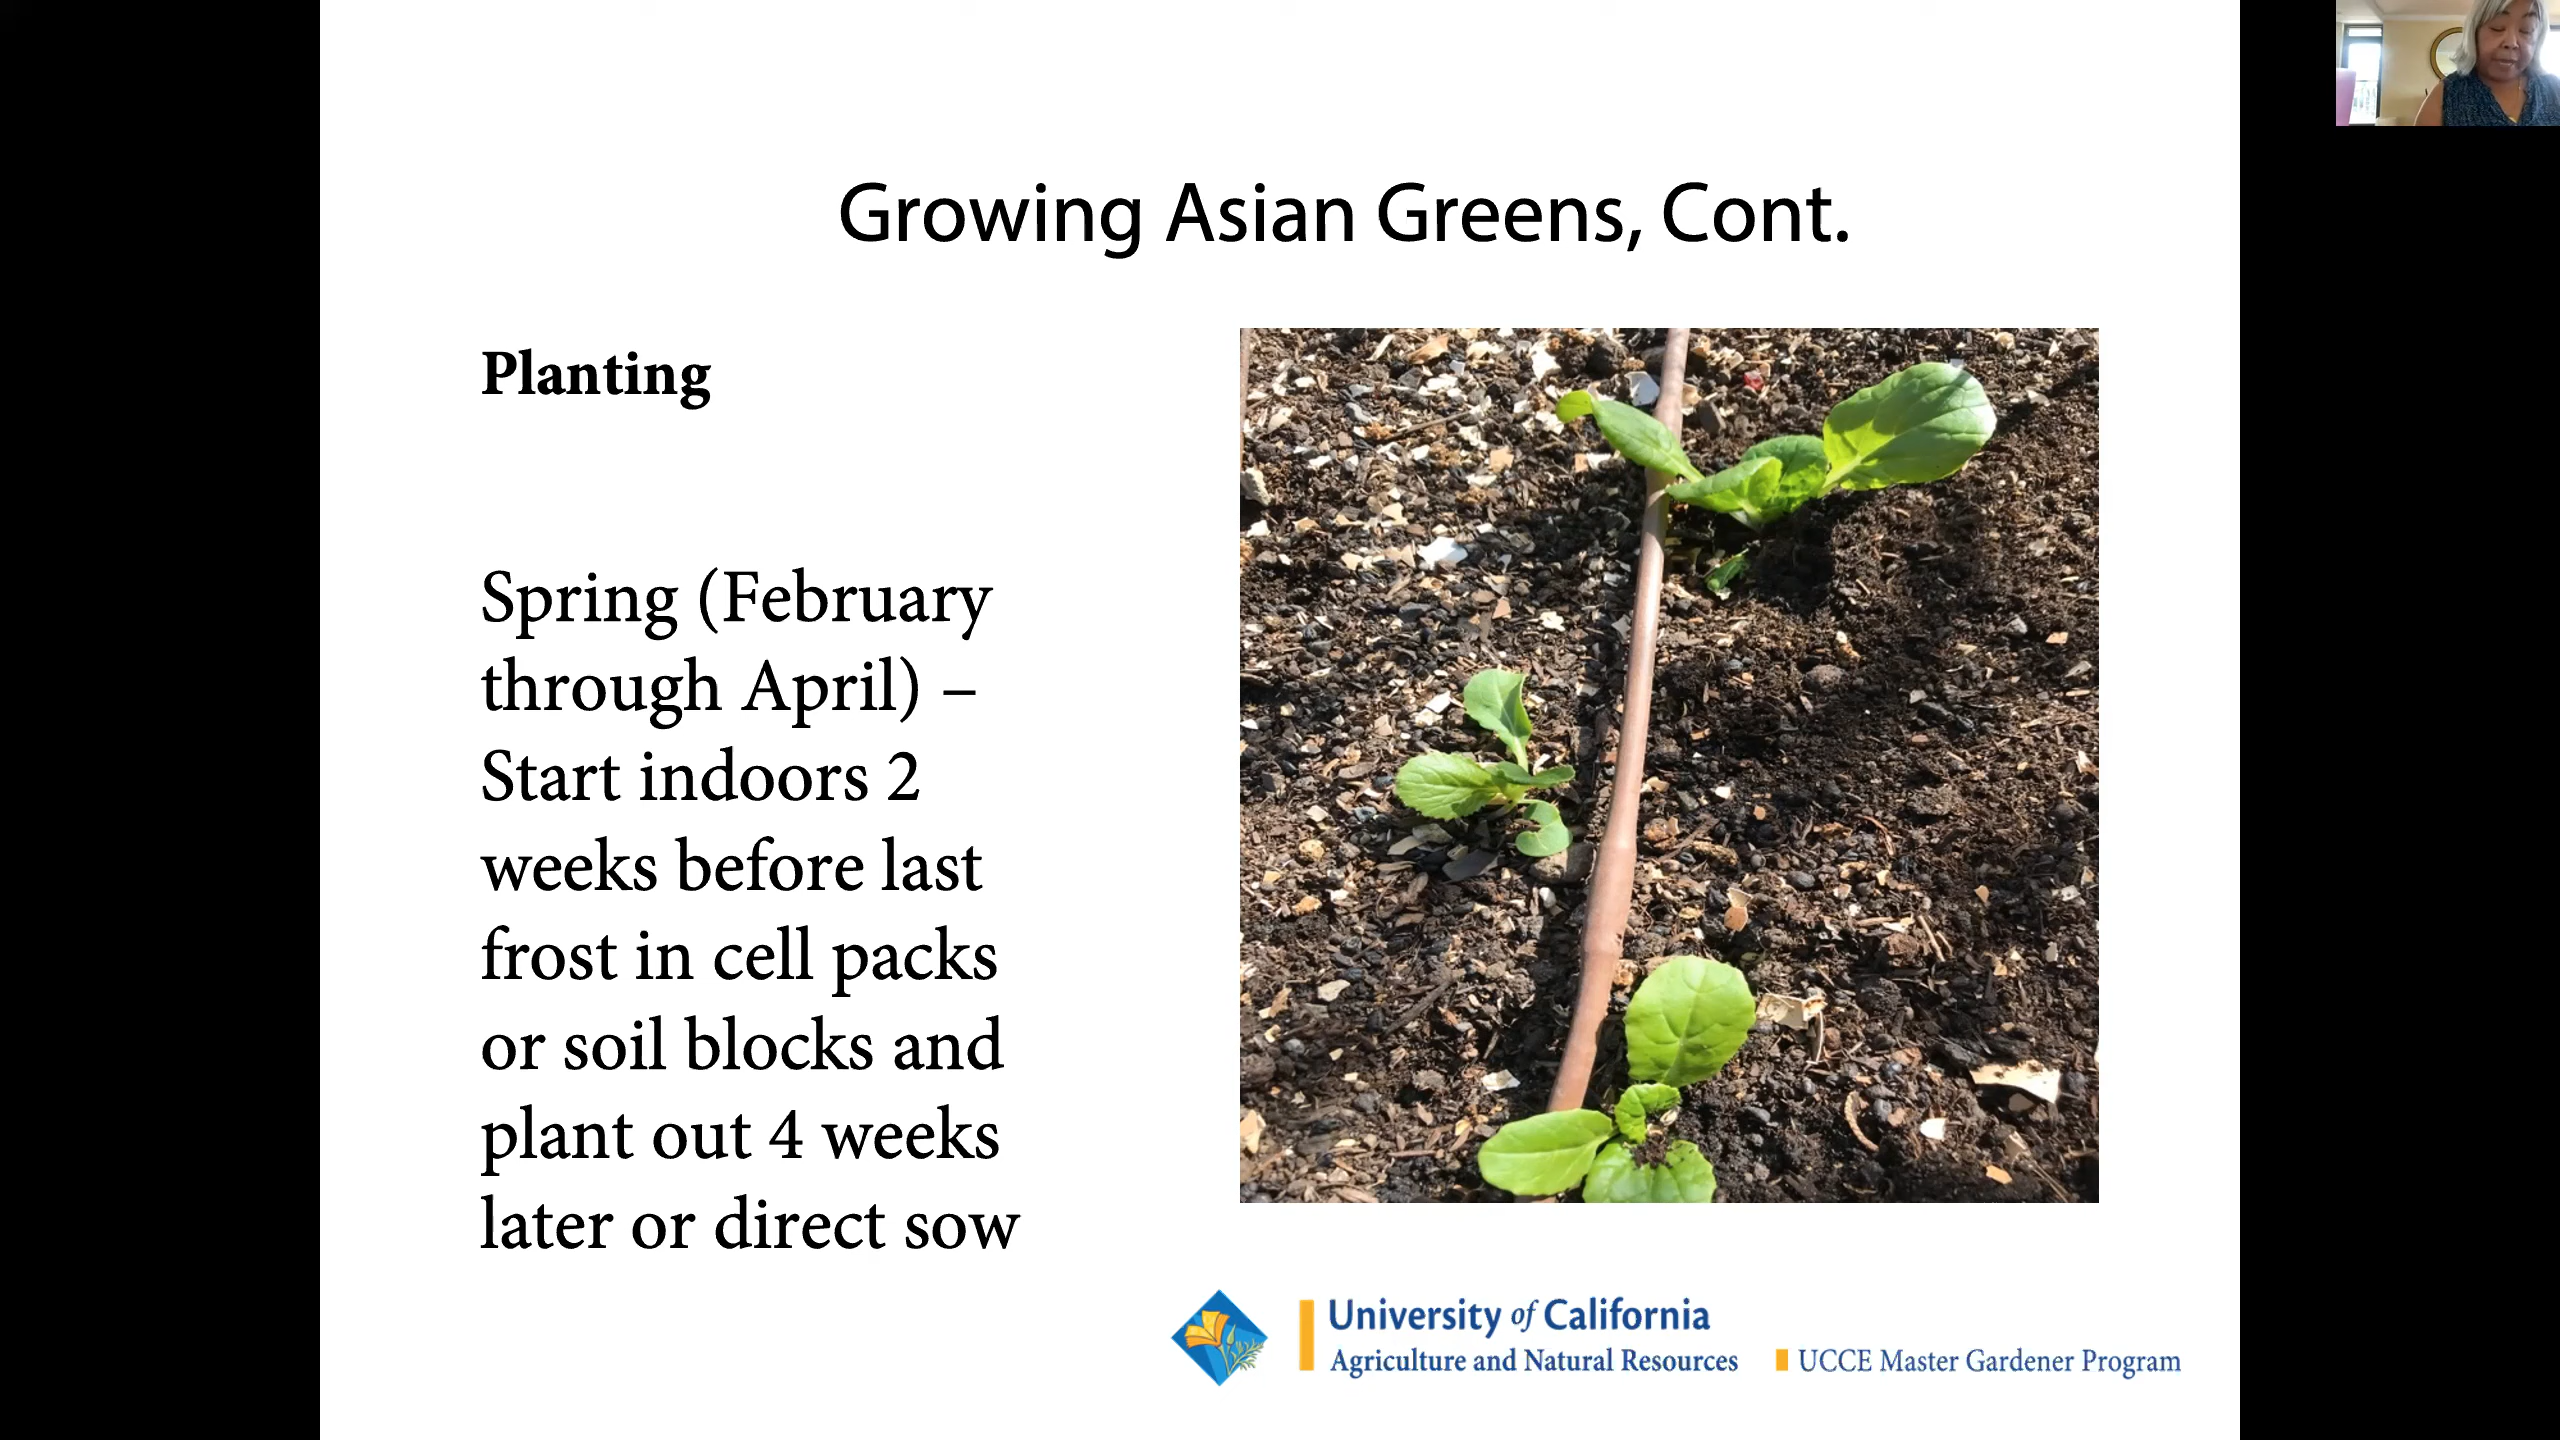 Growing Asian Greens, Cont.
Planting
Spring (February
through April) –
Start indoors 2
weeks before last
frost in cell packs
or soil blocks and
plant out 4 weeks
later or direct sow
University of California
Agriculture and Natural Resources
UCCE Master Gardener Program